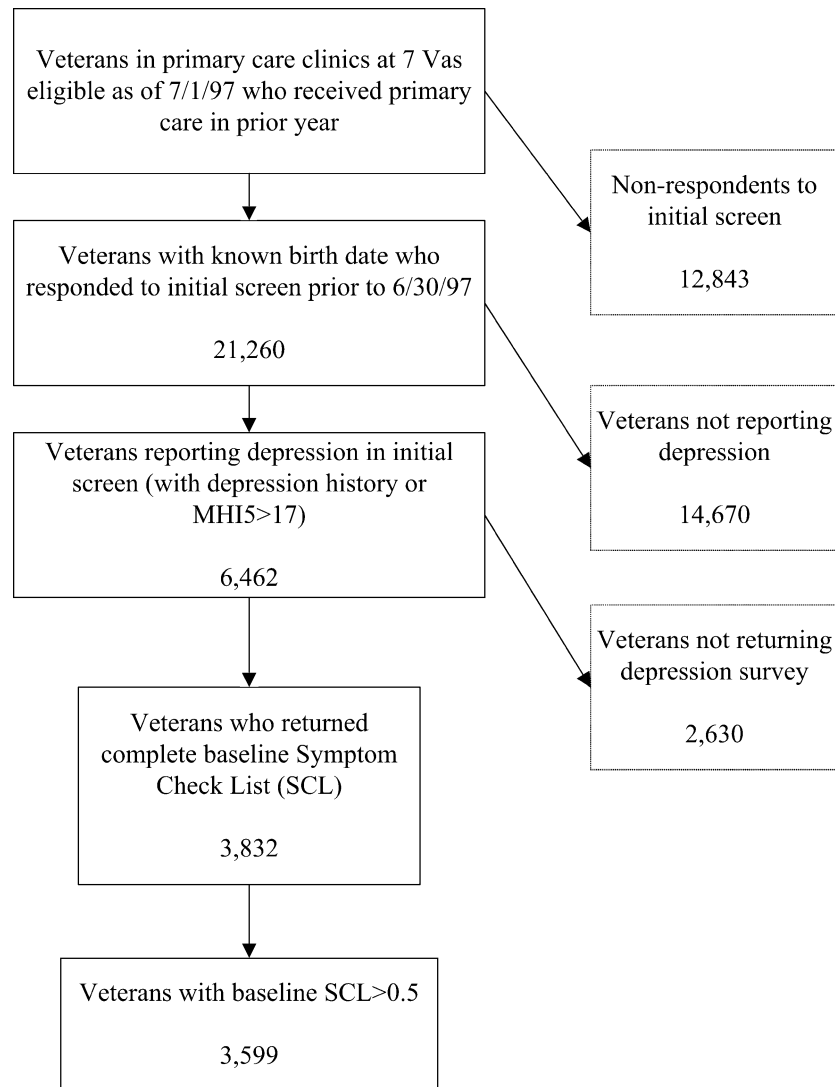 Veterans in primary care clinics at 7 Vas
eligible as of 7/1/97 who received primary
care in prior year
Non-respondents to
initial screen
12,843
Veterans with known birth date who
responded to initial screen prior to 6/30/97
21,260
Veterans not reporting
depression
14,670
Veterans reporting depression in initial
screen (with depression history or
MHI5>17)
6,462
Veterans not returning
depression survey
2,630
Veterans who returned
complete baseline Symptom
Check List (SCL)
3,832
Veterans with baseline SCL>0.5
3,599